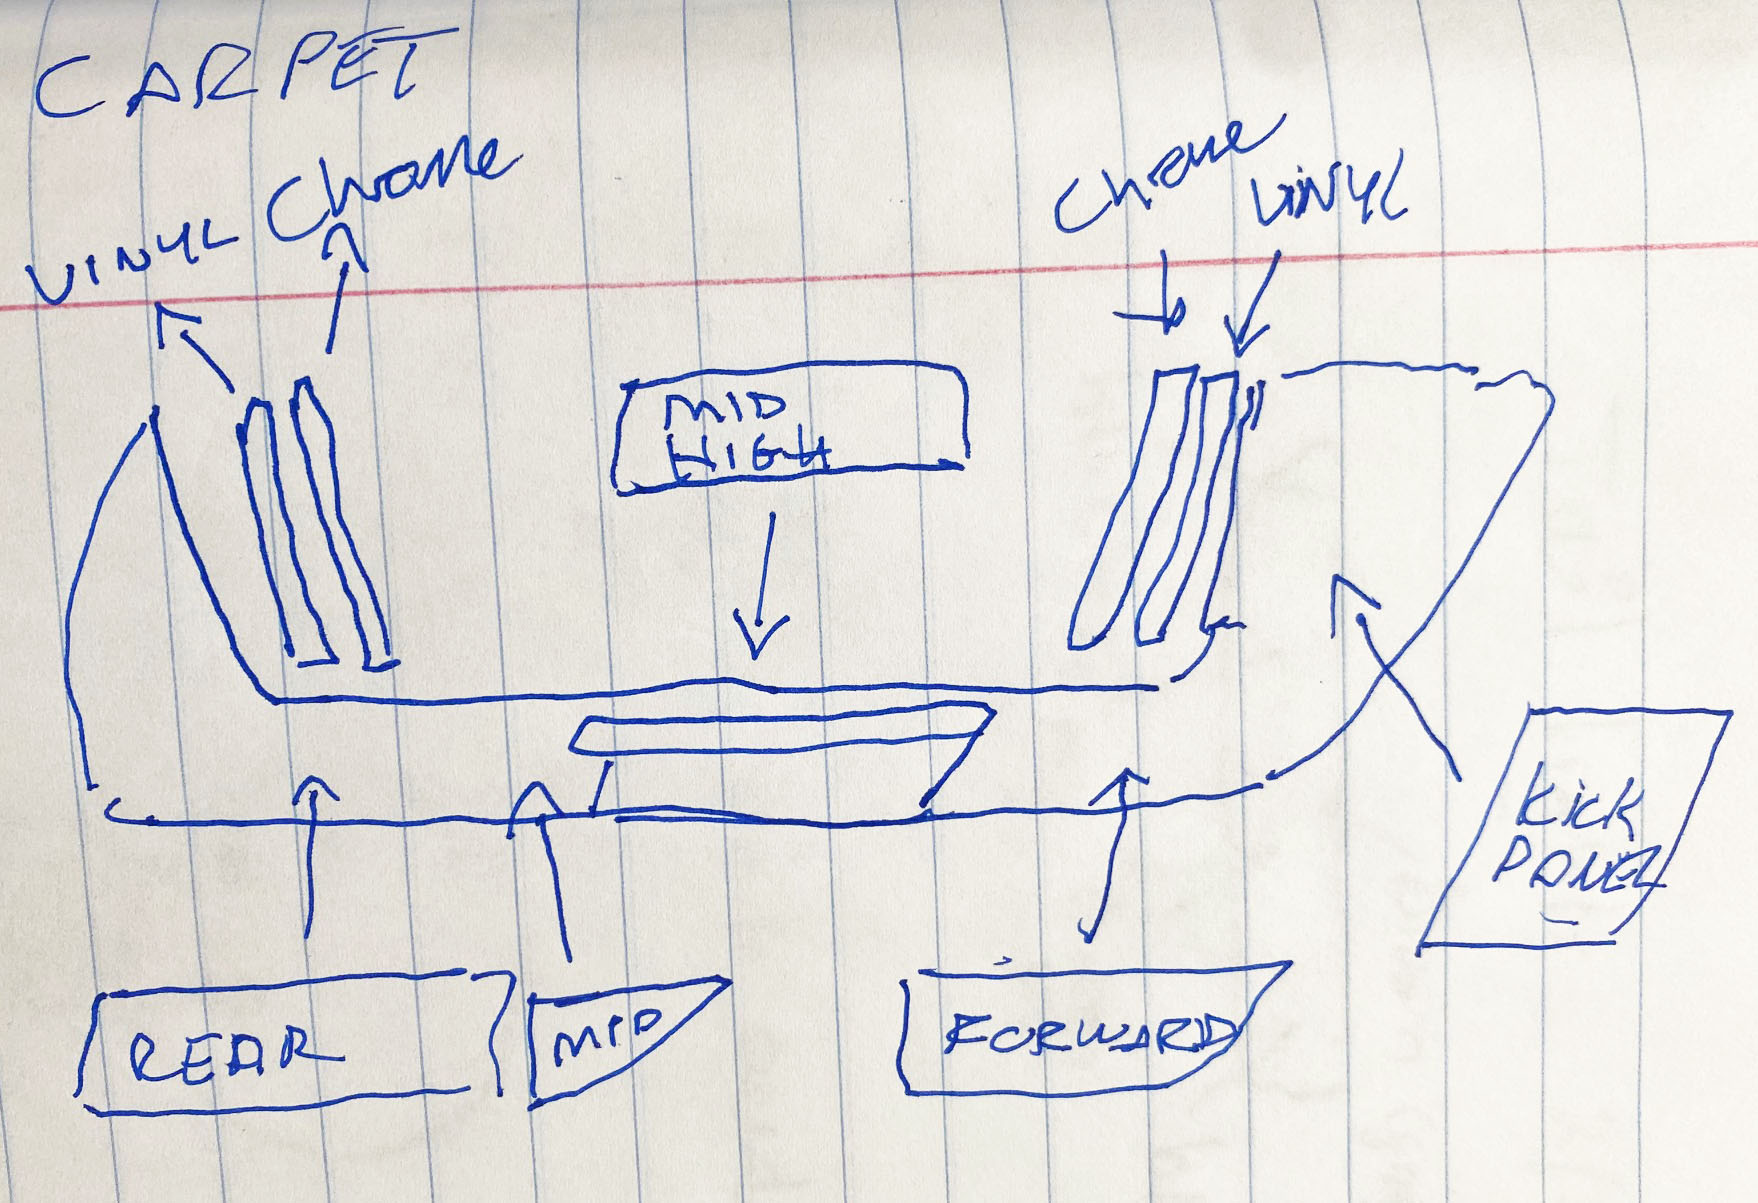 CARPET
VINYL Chrome
Chrome VINYL
MID
HIGH
KICK
PANEL
REAR
MID
FORWARD